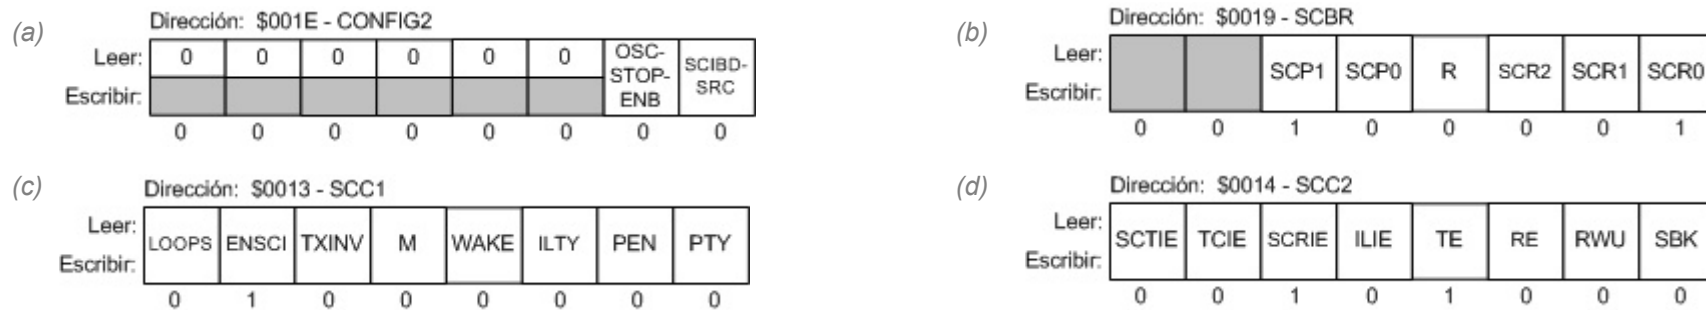 (a)
Dirección: $001E - CONFIG2
Leer: 0 0 0 0 0 0 OSC-STOP-ENB SCIBD-SRC
Escribir:
0 0 0 0 0 0 0 0
(b)
Dirección: $0019 - SCBR
Leer: SCP1 SCP0 R SCR2 SCR1 SCR0
Escribir:
0 0 1 0 0 0 0 1
(c)
Dirección: $0013 - SCC1
Leer: LOOPS ENSCI TXINV M WAKE ILTY PEN PTY
Escribir:
0 1 0 0 0 0 0 0
(d)
Dirección: $0014 - SCC2
Leer: SCTIE TCIE SCRIE ILIE TE RE RWU SBK
Escribir:
0 0 1 0 1 0 0 0